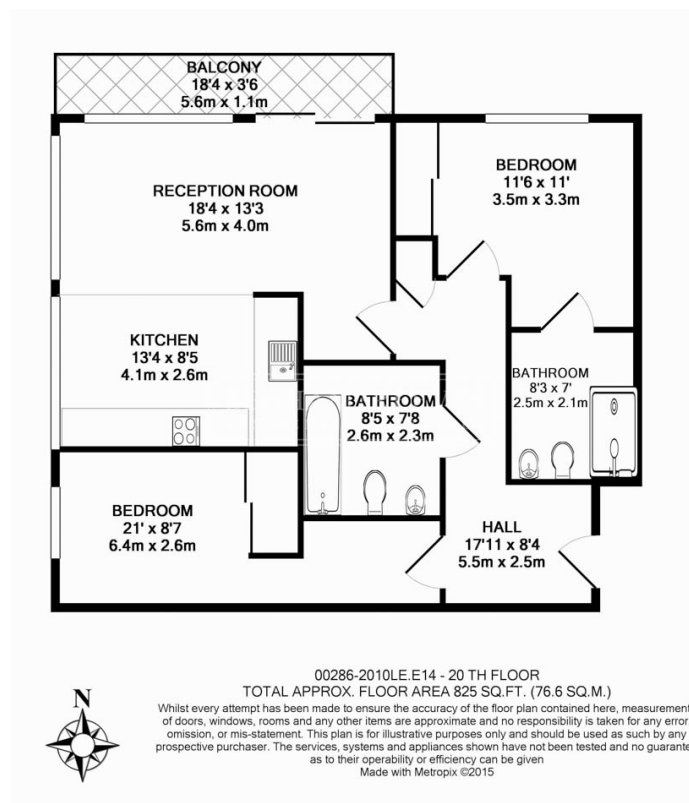 BALCONY
18'4 x 3'6
5.6m x 1.1m
RECEPTION ROOM
18'4 x 13'3
5.6m x 4.0m
BEDROOM
11'6 x 11'
3.5m x 3.3m
KITCHEN
13'4 x 8'5
4.1m x 2.6m
BATHROOM
8'3 x 7'
2.5m x 2.1m
BATHROOM
8'5 x 7'8
2.6m x 2.3m
BEDROOM
21' x 8'7
6.4m x 2.6m
HALL
17'11 x 8'4
5.5m x 2.5m
N
00286-2010LE.E14 - 20 TH FLOOR
TOTAL APPROX. FLOOR AREA 825 SQ.FT. (76.6 SQ.M.)
Whilst every attempt has been made to ensure the accuracy of the floor plan contained here, measurement
of doors, windows, rooms and any other items are approximate and no responsibility is taken for any error
omission, or mis-statement. This plan is for illustrative purposes only and should be used as such by any
prospective purchaser. The services, systems and appliances shown have not been tested and no guarante
as to their operability or efficiency can be given
Made with Metropix ©2015